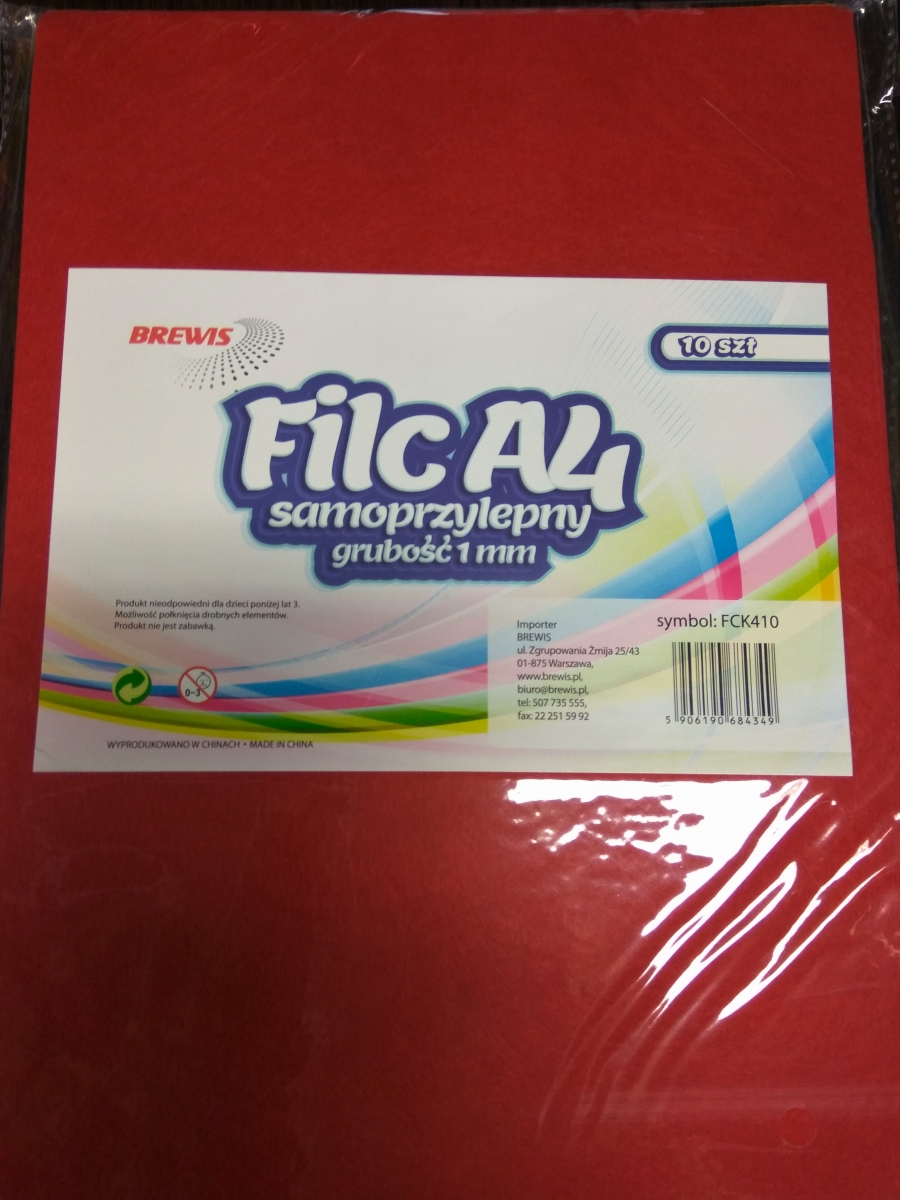 BREWIS
10 szt
Filc A4
samoprzylepny
grubość 1 mm
Produkt nieodpowiedni dla dzieci poniżej lat 3.
Możliwość połknięcia drobnych elementów.
Produkt nie jest zabawką.
0-3
WYPRODUKOWANO W CHINACH • MADE IN CHINA
Importer
BREWIS
ul. Zgrupowania Żmija 25/43
01-875 Warszawa,
www.brewis.pl,
biuro@brewis.pl,
tel: 507 735 555,
fax: 22 251 59 92
symbol: FCK410
5 906190 684349